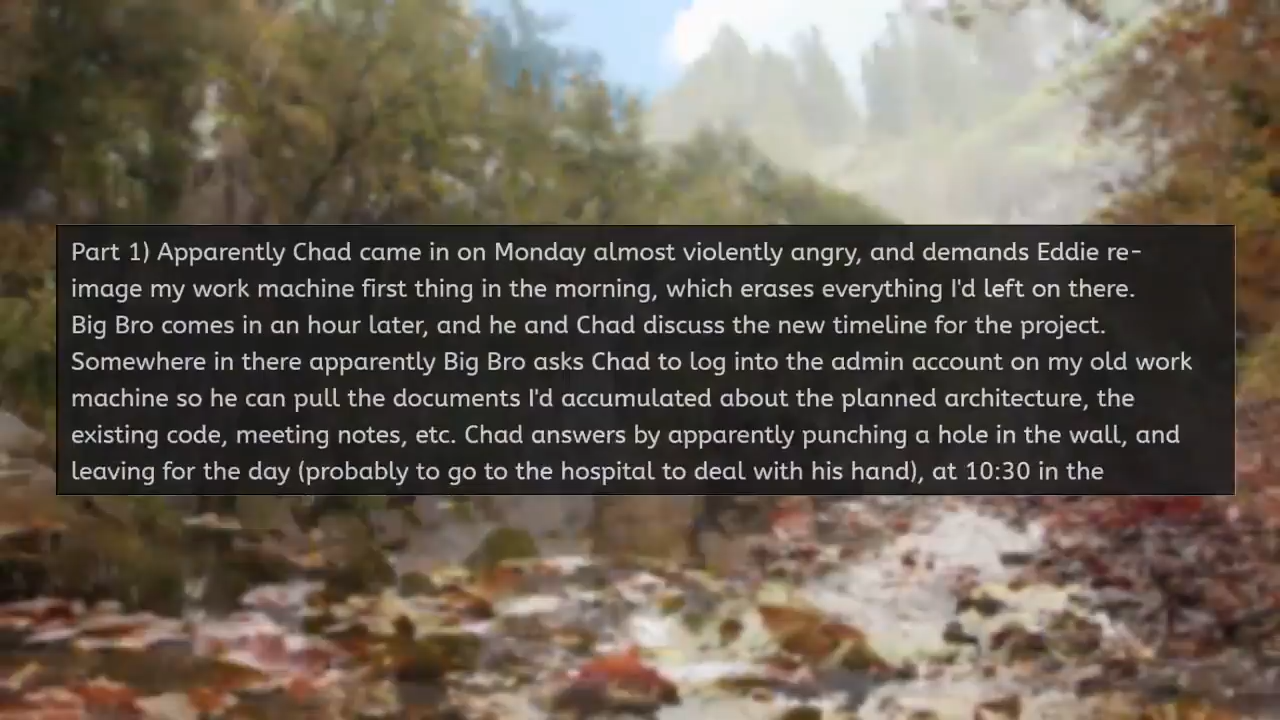 Part 1) Apparently Chad came in on Monday almost violently angry, and demands Eddie re-
image my work machine first thing in the morning, which erases everything I'd left on there.
Big Bro comes in an hour later, and he and Chad discuss the new timeline for the project.
Somewhere in there apparently Big Bro asks Chad to log into the admin account on my old work
machine so he can pull the documents I'd accumulated about the planned architecture, the
existing code, meeting notes, etc. Chad answers by apparently punching a hole in the wall, and
leaving for the day (probably to go to the hospital to deal with his hand), at 10:30 in the